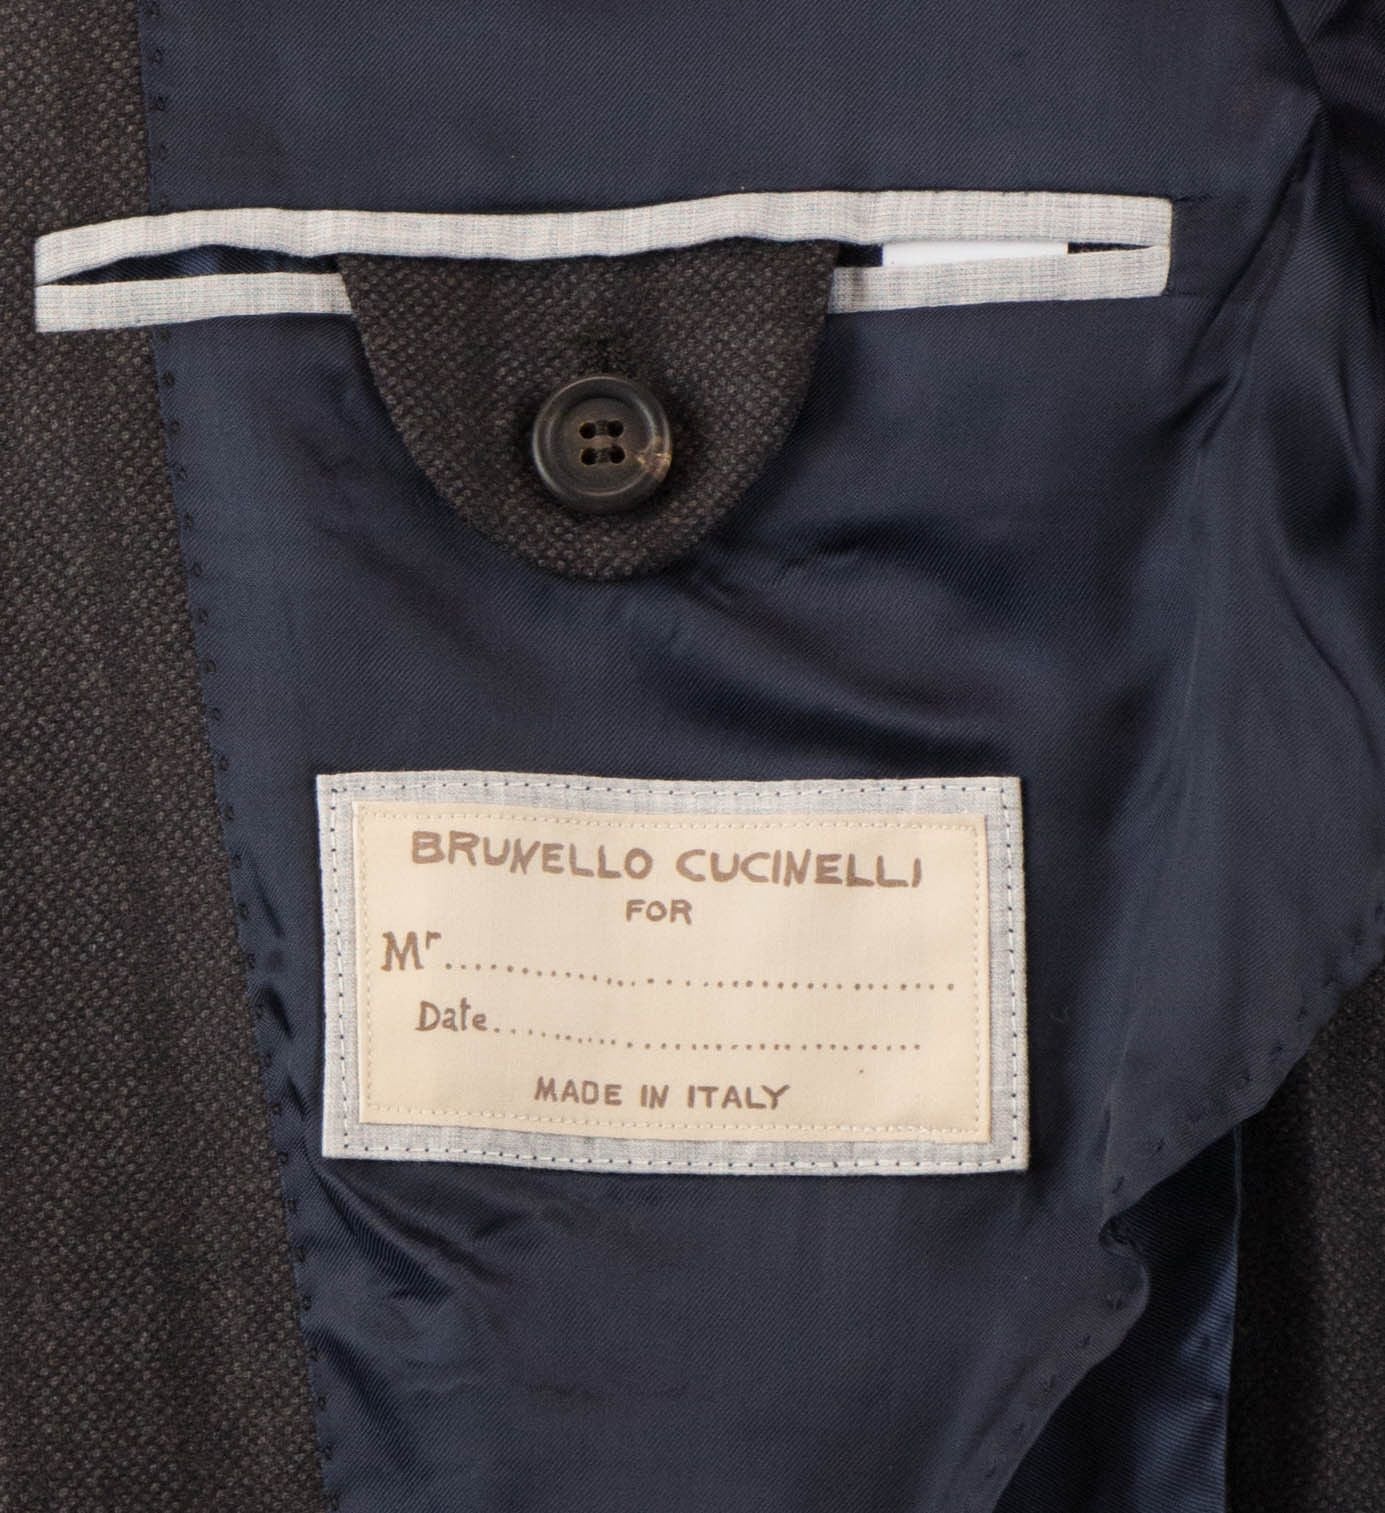 BRUNELLO CUCINELLI
FOR
Mr..............................
Date..............................
MADE IN ITALY